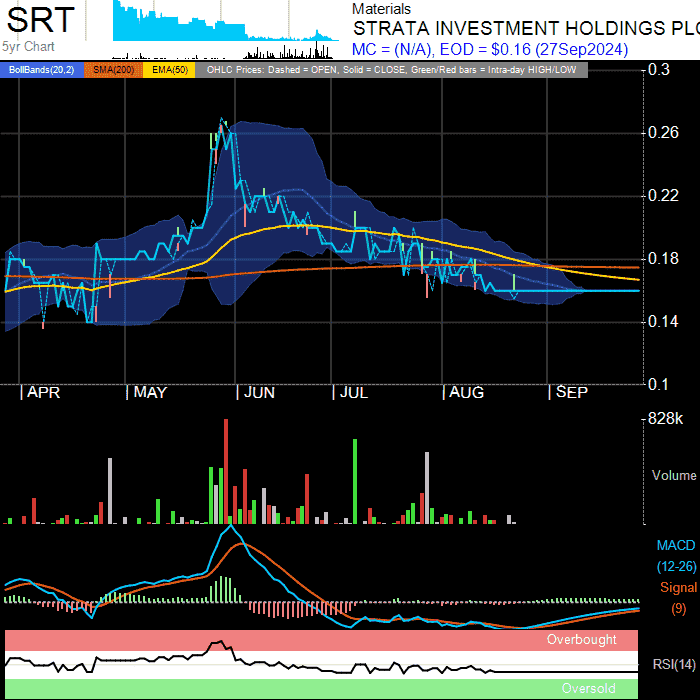 SRT
5yr Chart
Materials
STRATA INVESTMENT HOLDINGS PLC
MC = (N/A), EOD = $0.16 (27Sep2024)
BollBands(20,2) SMA(200) EMA(50) OHLC Prices: Dashed = OPEN, Solid = CLOSE, Green/Red bars = Intra-day HIGH/LOW
0.3
0.26
0.22
0.18
0.14
0.1
APR MAY JUN JUL AUG SEP
828k
Volume
MACD
(12-26)
Signal
(9)
Overbought
RSI(14)
Oversold